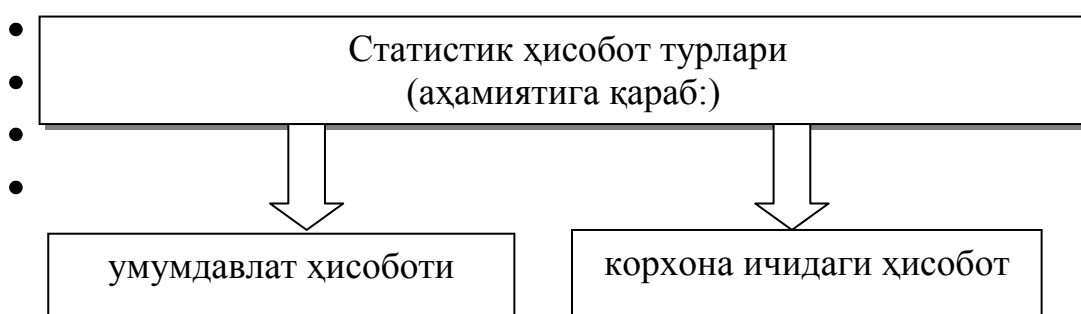 Статистик ҳисобот турлари
(аҳамиятига қараб:)
умумдавлат ҳисоботи
корхона ичидаги ҳисобот